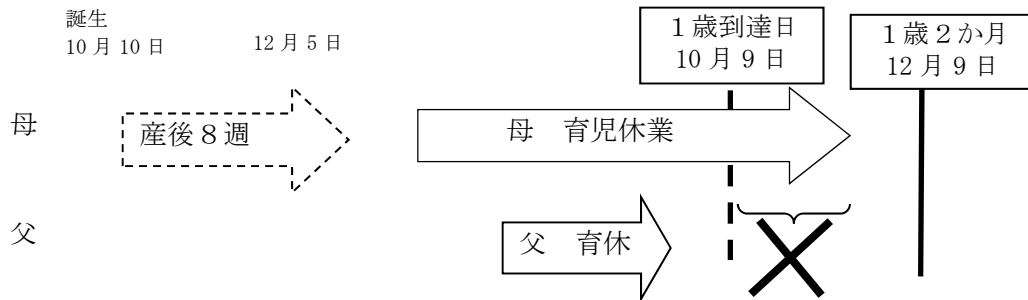 誕生
10月10日
12月5日
1歳到達日
10月9日
1歳2か月
12月9日
母
産後8週
母　育児休業
父
父　育休